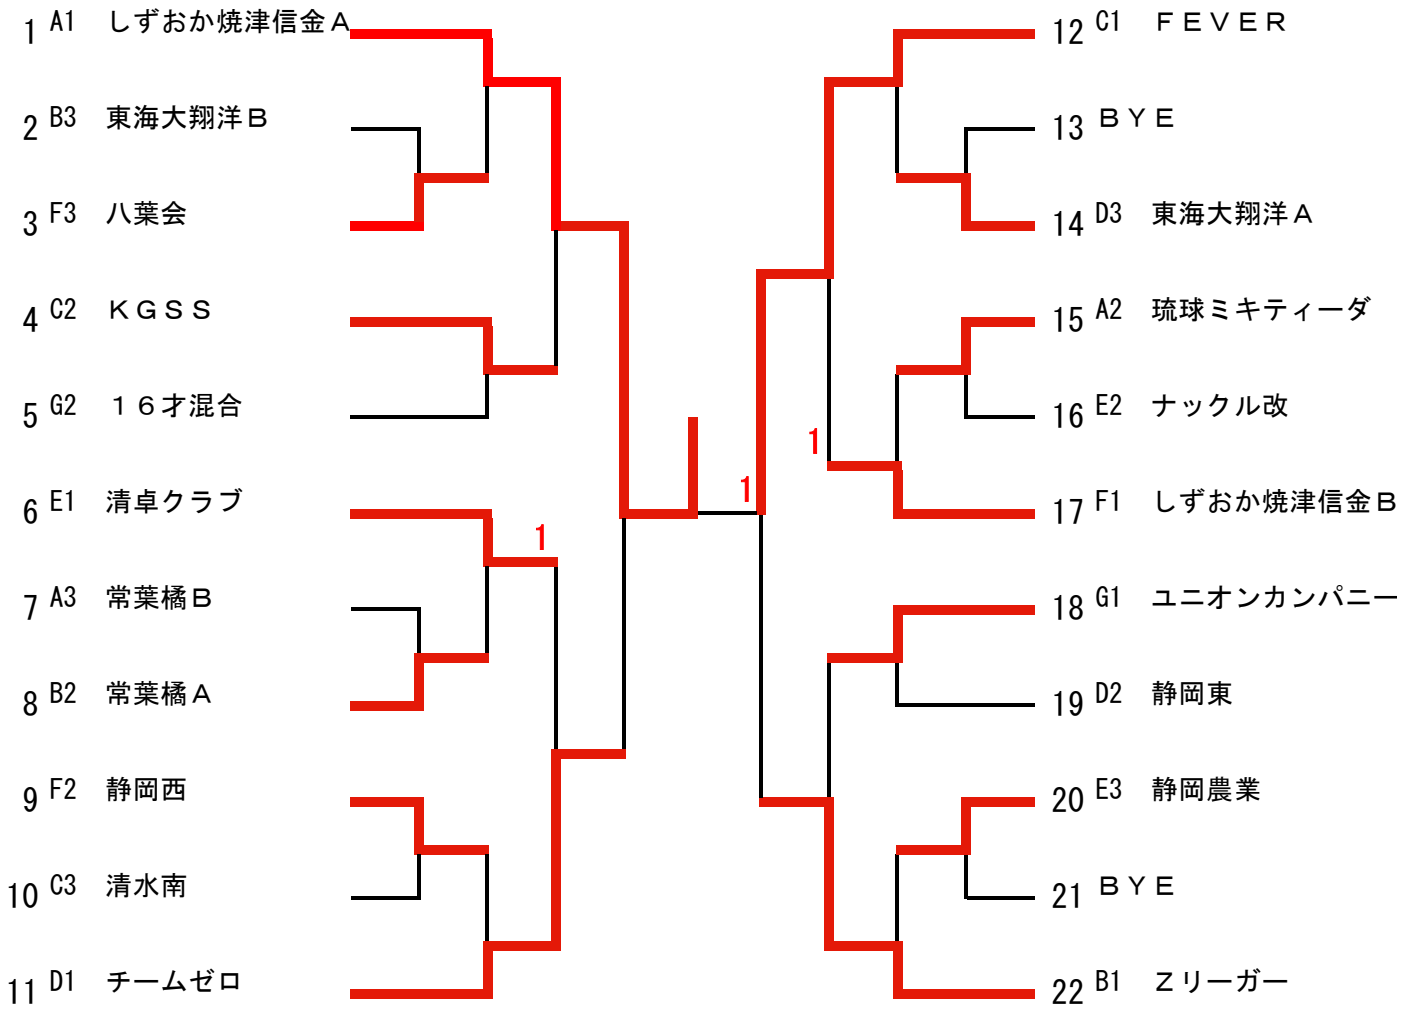 1 A1 しずおか焼津信金A
2 B3 東海大翔洋B
3 F3 八葉会
4 C2 KGSS
5 G2 16才混合
6 E1 清卓クラブ
7 A3 常葉橘B
8 B2 常葉橘A
9 F2 静岡西
10 C3 清水南
11 D1 チームゼロ
1
1
1
12 C1 FEVER
13 BYE
14 D3 東海大翔洋A
15 A2 琉球ミキティーダ
16 E2 ナックル改
17 F1 しずおか焼津信金B
18 G1 ユニオンカンパニー
19 D2 静岡東
20 E3 静岡農業
21 BYE
22 B1 Zリーガー